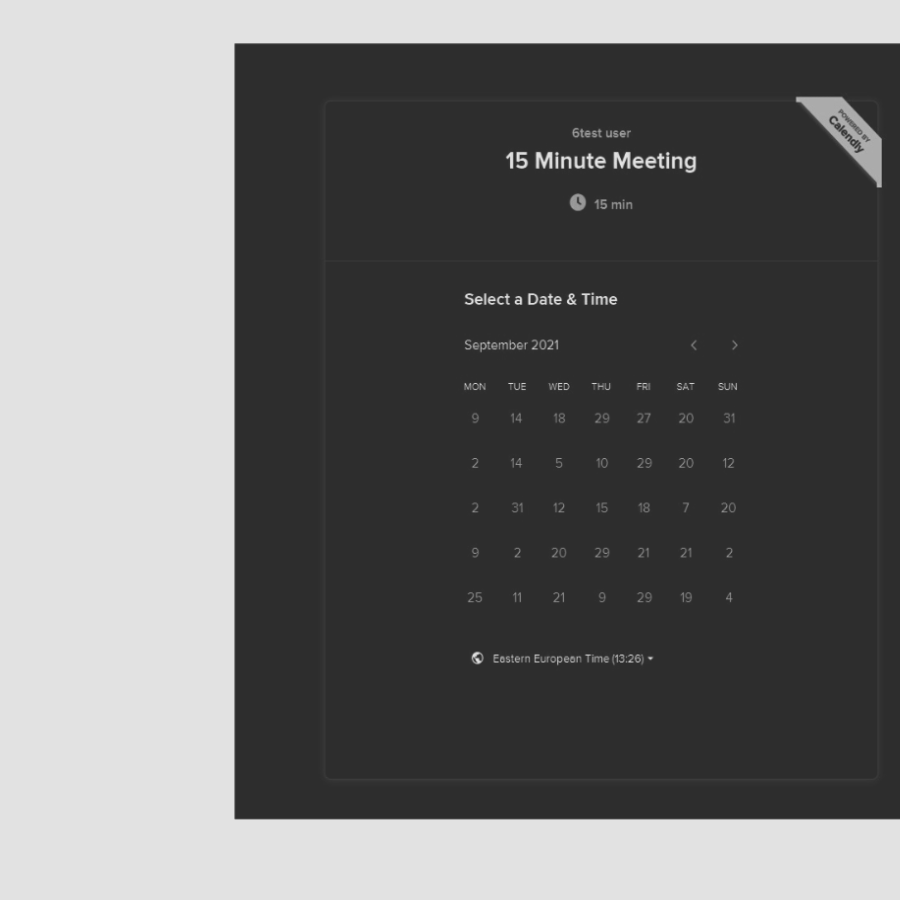 POWERED BY
Calendly
6test user
15 Minute Meeting
15 min
Select a Date & Time
September 2021
MON TUE WED THU FRI SAT SUN
9 14 18 29 27 20 31
2 14 5 10 29 20 12
2 31 12 15 18 7 20
9 2 20 29 21 21 2
25 11 21 9 29 19 4
Eastern European Time (13:26)